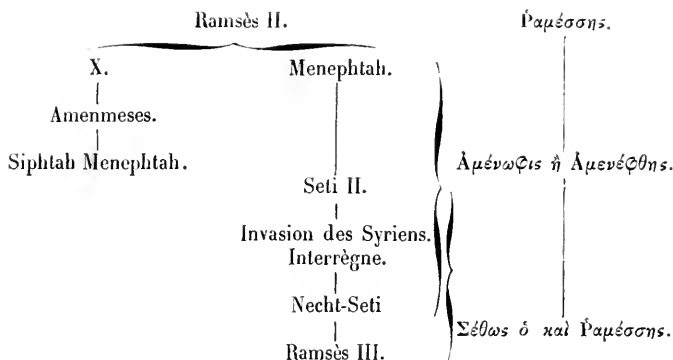 Ramsès II. Ῥαμέσσης.
X. Menephtah.
Amenmeses.
Siphtah Menephtah. Ἀμένωφις ἢ Ἀμενέφθης.
Seti II.
Invasion des Syriens.
Interrègne.
Necht-Seti
Σέθως ὁ καὶ Ῥαμέσσης.
Ramsès III.